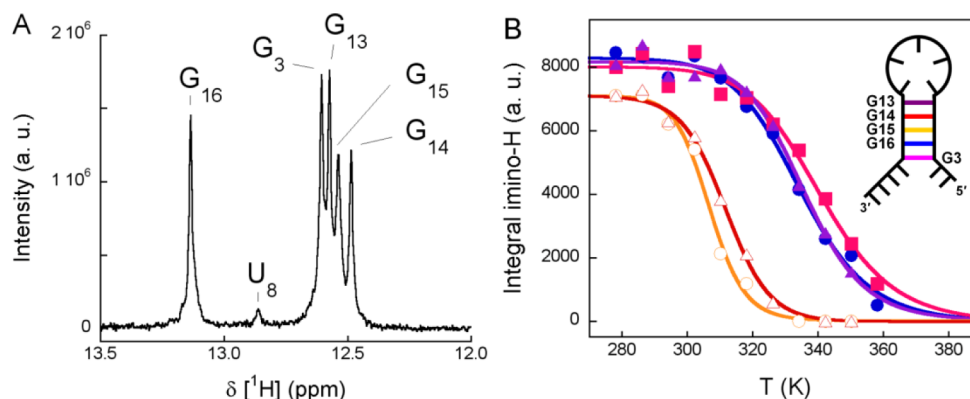 A
2 10⁶
1 10⁶
0
Intensity (a. u.)
G₁₆
U₈
G₃
G₁₃
G₁₅
G₁₄
13.5
13.0
12.5
12.0
δ [¹H] (ppm)
B
8000
6000
4000
2000
0
Integral imino-H (a. u.)
280
300
320
340
360
380
T (K)
G13
G14
G15
G16
G3
3′
5′